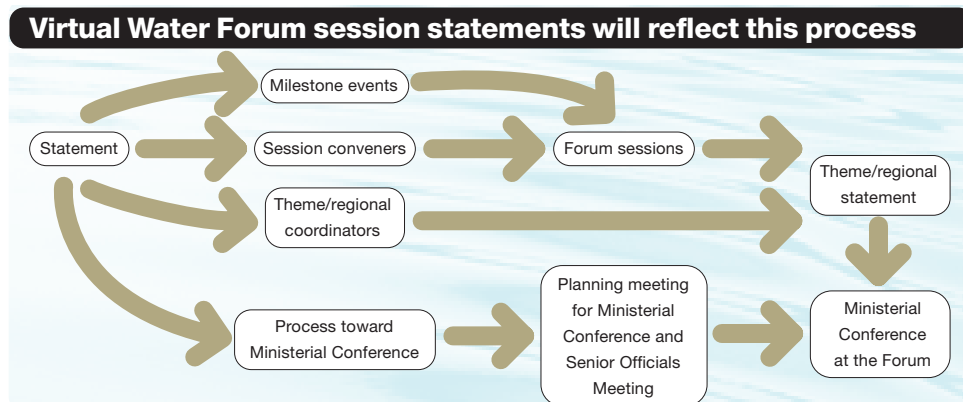 Virtual Water Forum session statements will reflect this process
Milestone events
Statement
Session conveners
Forum sessions
Theme/regional
statement
Theme/regional
coordinators
Process toward
Ministerial Conference
Planning meeting
for Ministerial
Conference and
Senior Officials
Meeting
Ministerial
Conference
at the Forum